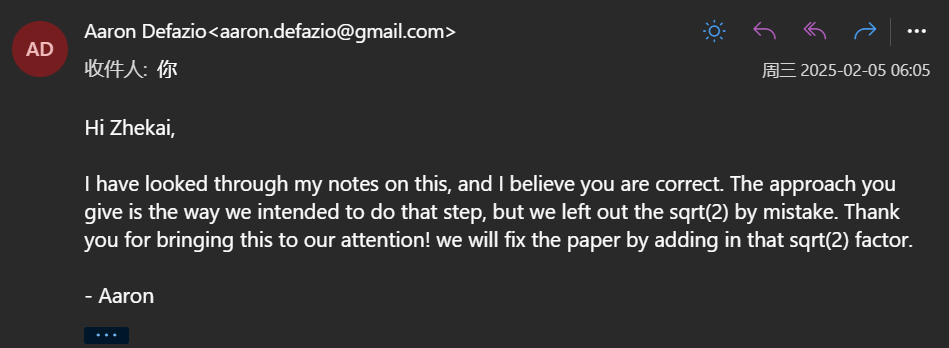 AD
Aaron Defazio<aaron.defazio@gmail.com>
收件人: 你
周三 2025-02-05 06:05
Hi Zhekai,
I have looked through my notes on this, and I believe you are correct. The approach you
give is the way we intended to do that step, but we left out the sqrt(2) by mistake. Thank
you for bringing this to our attention! we will fix the paper by adding in that sqrt(2) factor.
- Aaron